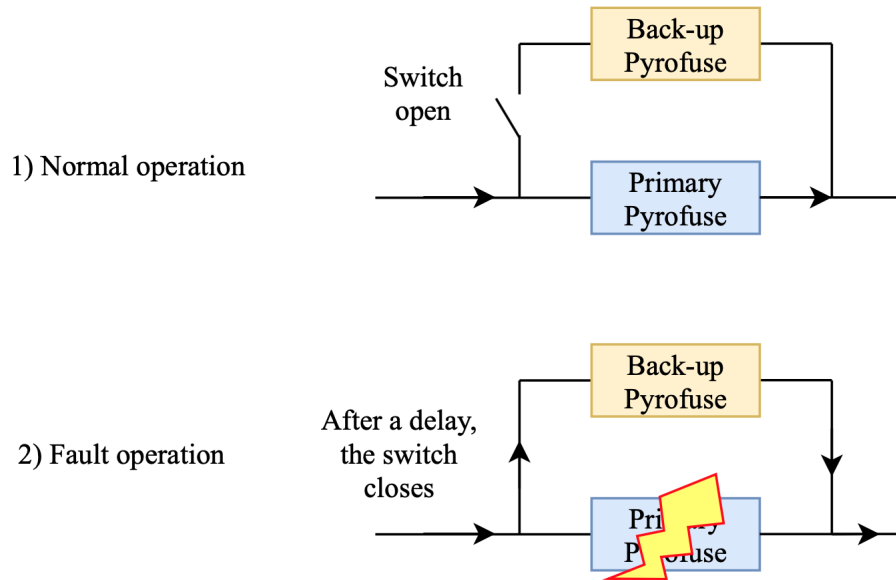 Back-up
Pyrofuse
Switch
open
1) Normal operation
Primary
Pyrofuse
Back-up
Pyrofuse
After a delay,
the switch
closes
2) Fault operation